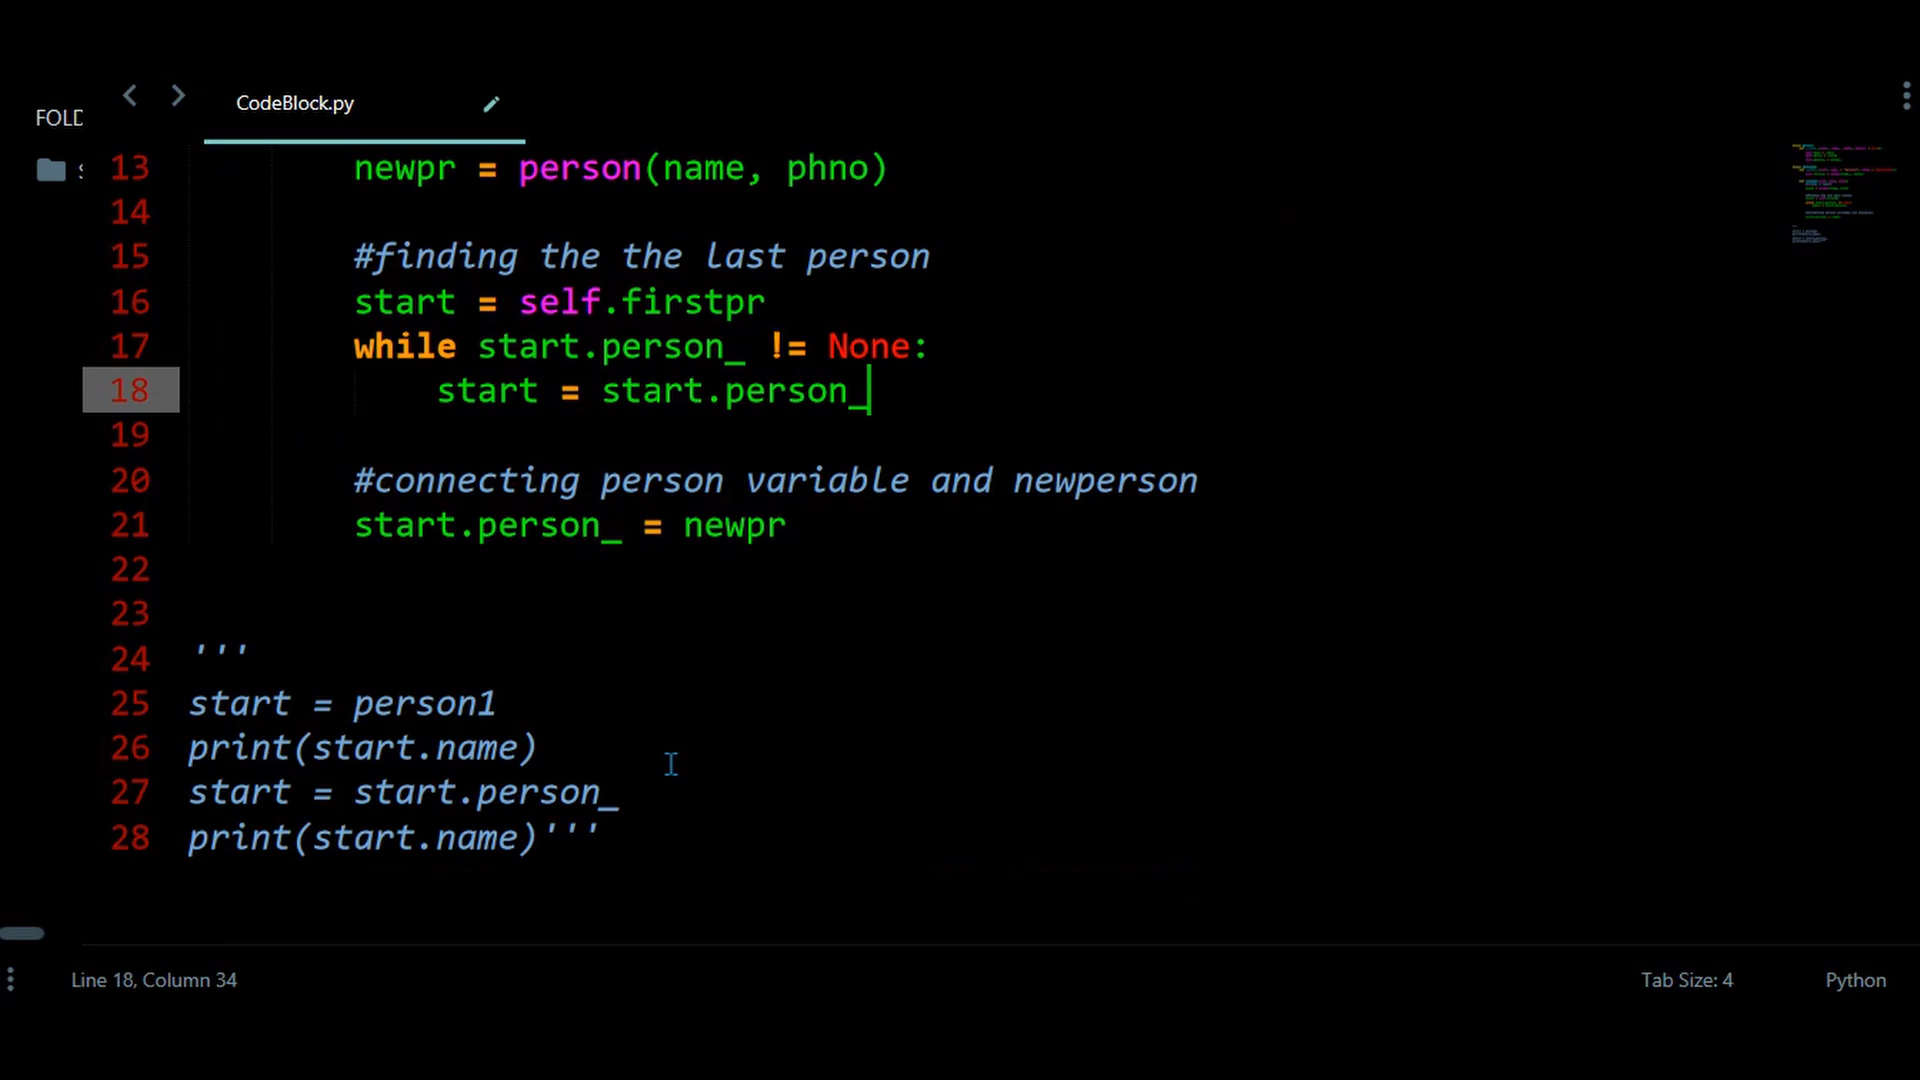 CodeBlock.py
FOLD
13 newpr = person(name, phno)
14
15 #finding the the last person
16 start = self.firstpr
17 while start.person_ != None:
18 start = start.person_
19
20 #connecting person variable and newperson
21 start.person_ = newpr
22
23
24 '''
25 start = person1
26 print(start.name)
27 start = start.person_
28 print(start.name)'''
Line 18, Column 34
Tab Size: 4
Python